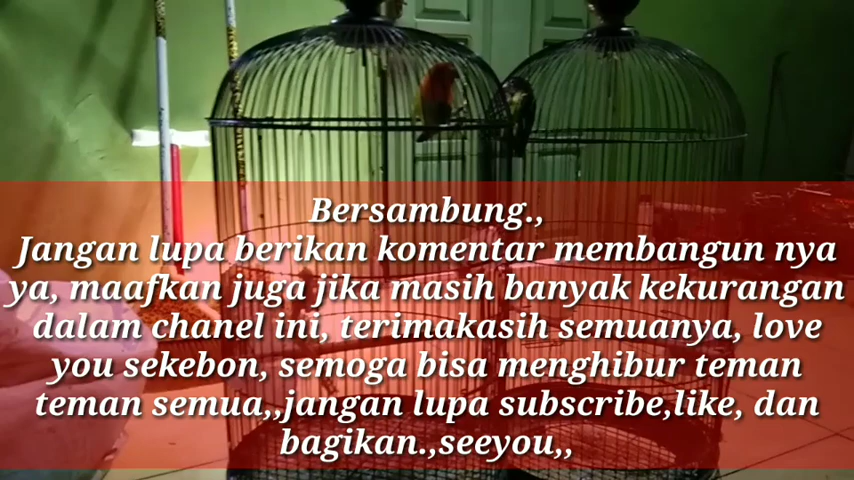 Bersambung.,
Jangan lupa berikan komentar membangun nya
ya, maafkan juga jika masih banyak kekurangan
dalam chanel ini, terimakasih semuanya, love
you sekebon, semoga bisa menghibur teman
teman semua,,jangan lupa subscribe,like, dan
bagikan.,seeyou,,